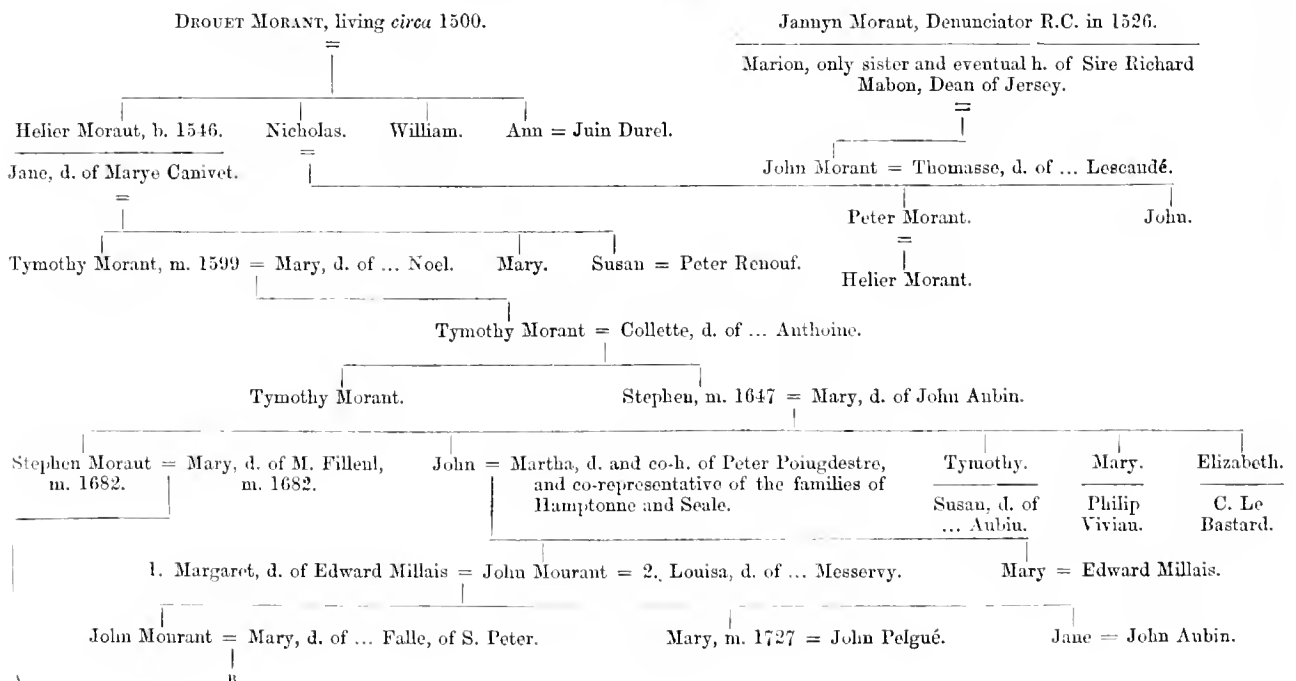 DROUET MORANT, living circa 1500.
=
Jannyn Morant, Denunciator R.C. in 1526.
Marion, only sister and eventual h. of Sire Richard
Mabon, Dean of Jersey.
=
Helier Moraut, b. 1546. Nicholas. William. Ann = Juin Durel.
Jane, d. of Marye Canivet. =
=
John Morant = Thomasse, d. of ... Lescaudé.
Peter Morant. John.
=
Tymothy Morant, m. 1599 = Mary, d. of ... Noel. Mary. Susan = Peter Renouf.
Helier Morant.
Tymothy Morant = Collette, d. of ... Anthoine.
Tymothy Morant. Stephen, m. 1647 = Mary, d. of John Aubin.
Stephen Moraut = Mary, d. of M. Filleul,
m. 1682. m. 1682.
John = Martha, d. and co-h. of Peter Poiugdestre,
and co-representative of the families of
Hamptonne and Seale.
Tymothy. Mary. Elizabeth.
Susan, d. of
... Aubiu.
Philip
Viviau.
C. Le
Bastard.
1. Margaret, d. of Edward Millais = John Mourant = 2. Louisa, d. of ... Messervy. Mary = Edward Millais.
John Mourant = Mary, d. of ... Falle, of S. Peter. Mary, m. 1727 = John Pelgué. Jane = John Aubin.